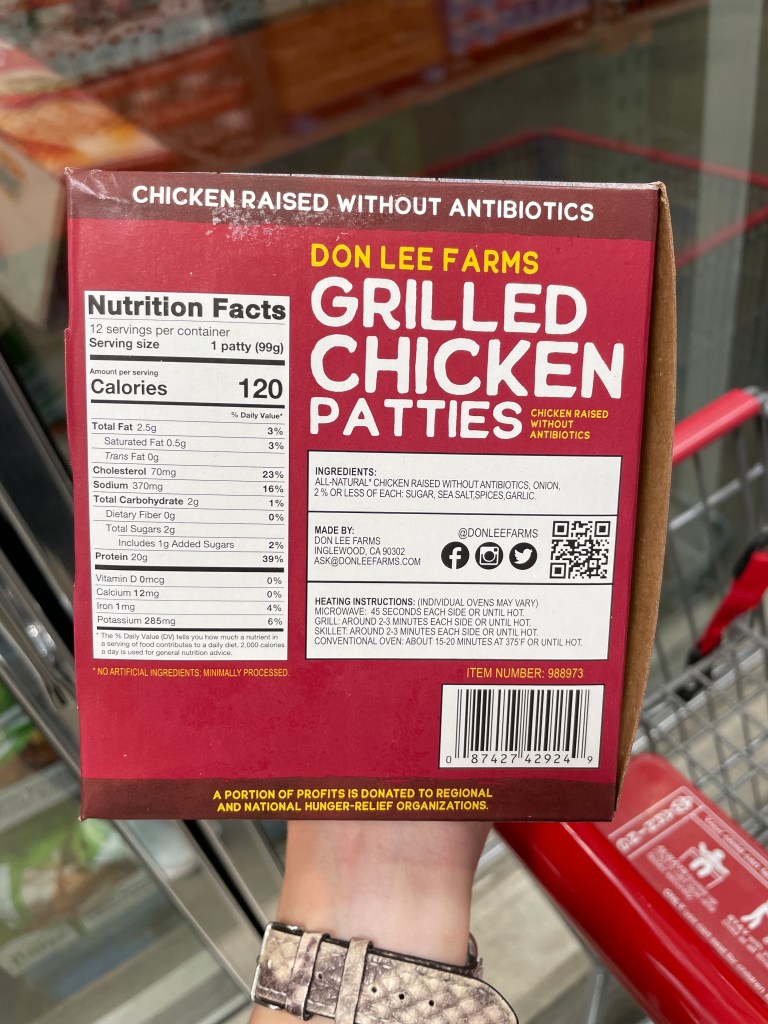 CHICKEN RAISED WITHOUT ANTIBIOTICS
DON LEE FARMS
GRILLED
CHICKEN
PATTIES
CHICKEN RAISED
WITHOUT
ANTIBIOTICS
Nutrition Facts
12 servings per container
Serving size 1 patty (99g)
Amount per serving
Calories 120
% Daily Value*
Total Fat 2.5g 3%
Saturated Fat 0.5g 3%
Trans Fat 0g
Cholesterol 70mg 23%
Sodium 370mg 16%
Total Carbohydrate 2g 1%
Dietary Fiber 0g 0%
Total Sugars 2g
Includes 1g Added Sugars 2%
Protein 20g 39%
Vitamin D 0mcg 0%
Calcium 12mg 0%
Iron 1mg 4%
Potassium 285mg 6%
* The % Daily Value (DV) tells you how much a nutrient in
a serving of food contributes to a daily diet. 2,000 calories
a day is used for general nutrition advice.
* NO ARTIFICIAL INGREDIENTS; MINIMALLY PROCESSED.
INGREDIENTS:
ALL-NATURAL* CHICKEN RAISED WITHOUT ANTIBIOTICS, ONION,
2 % OR LESS OF EACH: SUGAR, SEA SALT,SPICES,GARLIC.
MADE BY:
DON LEE FARMS
INGLEWOOD, CA 90302
ASK@DONLEEFARMS.COM
@DONLEEFARMS
HEATING INSTRUCTIONS: (INDIVIDUAL OVENS MAY VARY)
MICROWAVE: 45 SECONDS EACH SIDE OR UNTIL HOT.
GRILL: AROUND 2-3 MINUTES EACH SIDE OR UNTIL HOT.
SKILLET: AROUND 2-3 MINUTES EACH SIDE OR UNTIL HOT.
CONVENTIONAL OVEN: ABOUT 15-20 MINUTES AT 375°F OR UNTIL HOT.
ITEM NUMBER: 988973
0 87427 42924 9
A PORTION OF PROFITS IS DONATED TO REGIONAL
AND NATIONAL HUNGER-RELIEF ORGANIZATIONS.